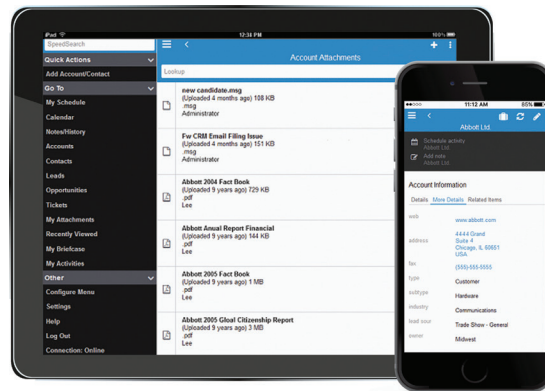 iPad
12:38 PM
100%
SpeedSearch
Quick Actions
Add Account/Contact
Go To
My Schedule
Calendar
Notes/History
Accounts
Contacts
Leads
Opportunities
Tickets
My Attachments
Recently Viewed
My Briefcase
My Activities
Other
Configure Menu
Settings
Help
Log Out
Connection: Online
Account Attachments
Lookup
new candidate.msg
(Uploaded 4 months ago) 108 KB
.msg
Administrator
Fw CRM Email Filing Issue
(Uploaded 4 months ago) 151 KB
.msg
Administrator
Abbott 2004 Fact Book
(Uploaded 9 years ago) 729 KB
.pdf
Lee
Abbott Anual Report Financial
(Uploaded 9 years ago) 144 KB
.pdf
Lee
Abbott 2005 Fact Book
(Uploaded 9 years ago) 1 MB
.pdf
Lee
Abbott 2005 Gloal Citizenship Report
(Uploaded 9 years ago) 3 MB
.pdf
Lee
11:12 AM
85%
Abbott Ltd.
Schedule activity
Abbott Ltd.
Add note
Abbott Ltd.
Account Information
Details More Details Related Items
web www.abbott.com
address 4444 Grand
Suite 4
Chicago, IL 60651
USA
fax (555)-555-5555
type Customer
subtype Hardware
industry Communications
lead sour Trade Show - General
owner Midwest